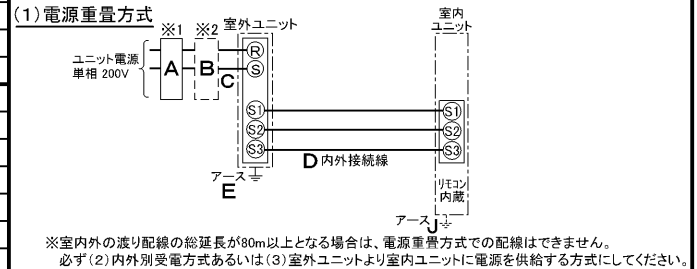 (1)電源重畳方式
※1 ※2 室外ユニット 室内ユニット
ユニット電源
単相 200V
A B C
R
S
S1 S1
S2 S2
S3 S3
D 内外接続線
アース
E
リモコン
内蔵
アース J
※室内外の渡り配線の総延長が80m以上となる場合は、電源重畳方式での配線はできません。
必ず(2)内外別受電方式あるいは(3)室外ユニットより室内ユニットに電源を供給する方式にしてください。